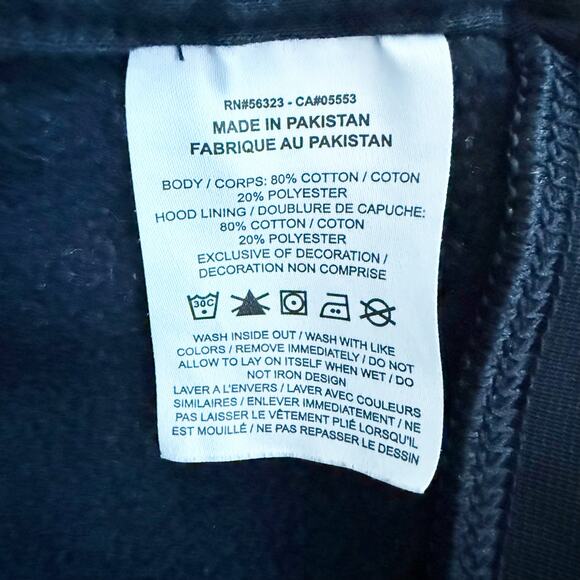 RN#56323 - CA#05553
MADE IN PAKISTAN
FABRIQUE AU PAKISTAN
BODY / CORPS: 80% COTTON / COTON
20% POLYESTER
HOOD LINING / DOUBLURE DE CAPUCHE:
80% COTTON / COTON
20% POLYESTER
EXCLUSIVE OF DECORATION /
DECORATION NON COMPRISE
30C
WASH INSIDE OUT / WASH WITH LIKE
COLORS / REMOVE IMMEDIATELY / DO NOT
ALLOW TO LAY ON ITSELF WHEN WET / DO
NOT IRON DESIGN
LAVER A L'ENVERS / LAVER AVEC COULEURS
SIMILAIRES / ENLEVER IMMÉDIATEMENT / NE
PAS LAISSER LE VÊTEMENT PLIÉ LORSQU'IL
EST MOUILLÉ / NE PAS REPASSER LE DESSIN